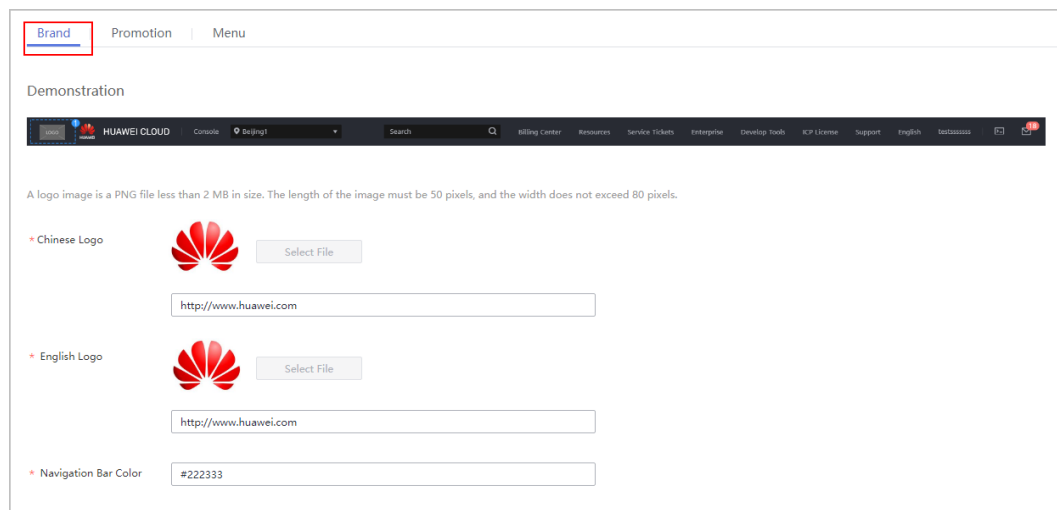 Brand Promotion Menu
Demonstration
LOGO 1 HUAWEI HUAWEI CLOUD Console Beijing1 Search Billing Center Resources Service Tickets Enterprise Develop Tools ICP License Support English 18
A logo image is a PNG file less than 2 MB in size. The length of the image must be 50 pixels, and the width does not exceed 80 pixels.
* Chinese Logo Select File
http://www.huawei.com
* English Logo Select File
http://www.huawei.com
* Navigation Bar Color #222333